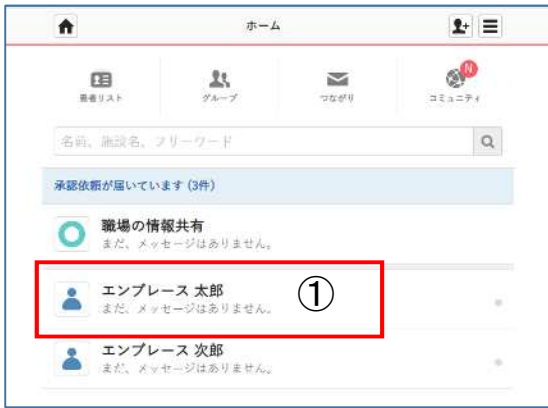 ホーム
患者リスト
グループ
つながり
コミュニティ
N
名前、施設名、フリーワード
承認依頼が届いています (3件)
職場の情報共有
まだ、メッセージはありません。
エンブレース 太郎
①
まだ、メッセージはありません。
エンブレース 次郎
まだ、メッセージはありません。